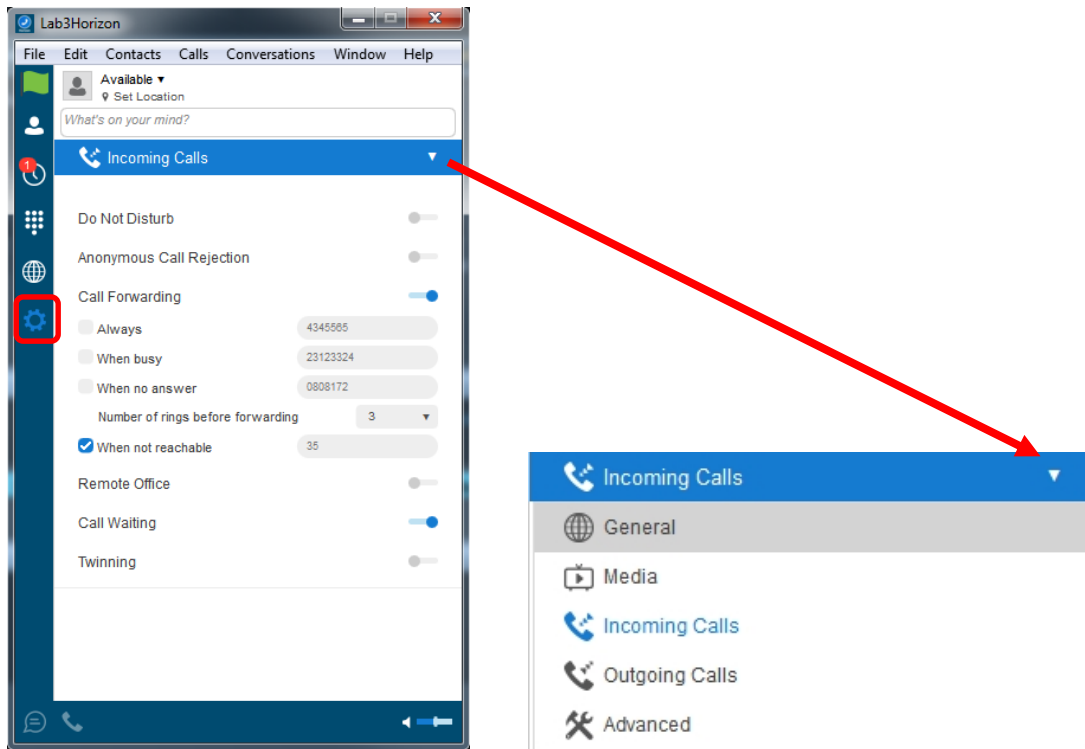 Lab3Horizon
File Edit Contacts Calls Conversations Window Help
Available
Set Location
What's on your mind?
Incoming Calls
1
Do Not Disturb
Anonymous Call Rejection
Call Forwarding
Always 4345565
When busy 23123324
When no answer 0808172
Number of rings before forwarding 3
When not reachable 35
Remote Office
Call Waiting
Twinning
Incoming Calls
General
Media
Incoming Calls
Outgoing Calls
Advanced